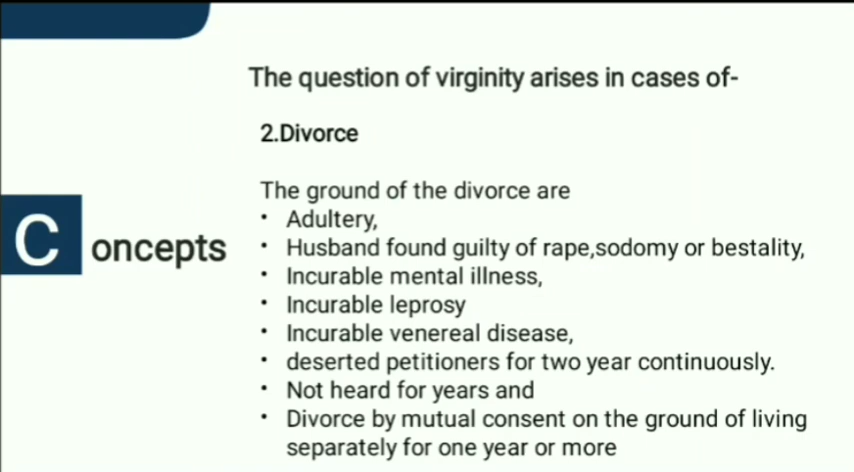 The question of virginity arises in cases of-
2.Divorce
The ground of the divorce are
• Adultery,
Concepts
• Husband found guilty of rape,sodomy or bestality,
• Incurable mental illness,
• Incurable leprosy
• Incurable venereal disease,
• deserted petitioners for two year continuously.
• Not heard for years and
• Divorce by mutual consent on the ground of living
separately for one year or more